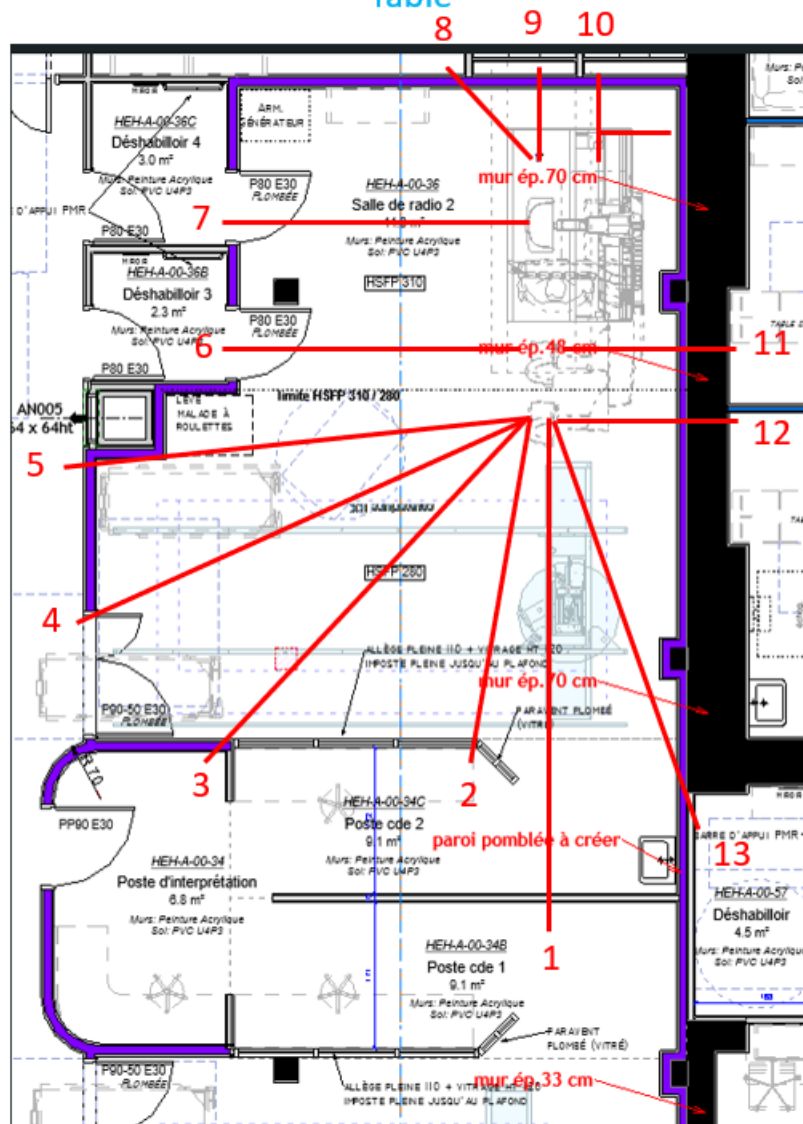 Table
8
9
10
MIROIR
HEH-A-00-36C
Déshabilloir 4
3.0 m²
Murs: Peinture Acrylique
Sol: PVC U4P3
ARM.
GÉNÉRATEUR
P80 E30
PLOMBÉE
HEH-A-00-36
Salle de radio 2
Murs: Peinture Acrylique
Sol: PVC U4P3
HSFP 310
mur ép.70 cm
7
D'APPUI PMR
P80 E30
HEH-A-00-36B
Déshabilloir 3
2.3 m²
Murs: Peinture Acrylique
Sol: PVC U4P3
P80 E30
PLOMBÉE
P80 E30
6
mur ép.48 cm
11
limite HSFP 310 / 280
AN005
64 x 64ht
LÈVE
MALADE À
ROULETTES
12
5
HSFP 280
4
ALLÈGE PLEINE 110 + VITRAGE HT 120
IMPOSTE PLEINE JUSQU'AU PLAFOND
mur ép.70 cm
P90-50 E30
PLOMBÉE
PARAVENT PLOMBÉ
(VITRÉ)
3
2
R 70
PP90 E30
HEH-A-00-34C
Poste cde 2
9.1 m²
Murs: Peinture Acrylique
Sol: PVC U4P3
paroi pomblée à créer
BARRE D'APPUI PMR
13
HEH-A-00-34
Poste d'interprétation
6.8 m²
Murs: Peinture Acrylique
Sol: PVC U4P3
HEH-A-00-57
Déshabilloir
4.5 m²
Murs: Peinture Acrylique
Sol: PVC U4P3
HEH-A-00-34B
Poste cde 1
9.1 m²
Murs: Peinture Acrylique
Sol: PVC U4P3
1
PARAVENT
PLOMBÉ (VITRÉ)
P90-50 E30
PLOMBÉE
ALLÈGE PLEINE 110 + VITRAGE HT 120
IMPOSTE PLEINE JUSQU'AU PLAFOND
mur ép.33 cm